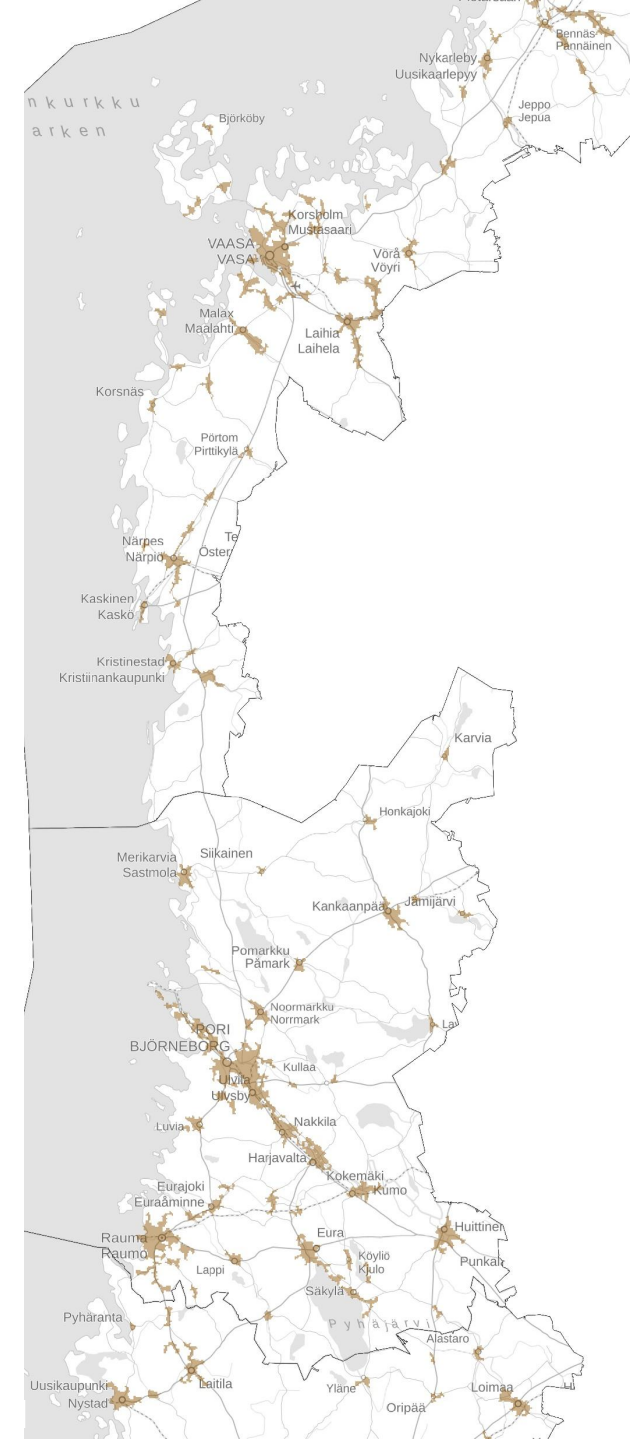 Bennäs
Pännäinen
Nykarleby
Uusikaarlepyy
nkurkku
arken
Jeppo
Jepua
Björköby
Korsholm
Mustasaari
VAASA
VASA
Vörå
Vöyri
Malax
Maalahti
Laihia
Laihela
Korsnäs
Pörtom
Pirttikylä
Te
Öster
Närpes
Närpiö
Kaskinen
Kaskö
Kristinestad
Kristiinankaupunki
Karvia
Honkajoki
Siikainen
Merikarvia
Sastmola
Kankaanpää
Jämijärvi
Pomarkku
Påmark
Noormarkku
Norrmark
PORI
BJÖRNEBORG
Kullaa
Ulvila
Ulvsby
Luvia
Nakkila
Harjavalta
Kokemäki
Kumo
Eurajoki
Euraåminne
Rauma
Raumo
Eura
Huittinen
Lappi
Köyliö
Kjulo
Punkal
Säkylä
Pyhäranta
Pyhäjärvi
Alastaro
Uusikaupunki
Nystad
Laitila
Yläne
Loimaa
Oripää